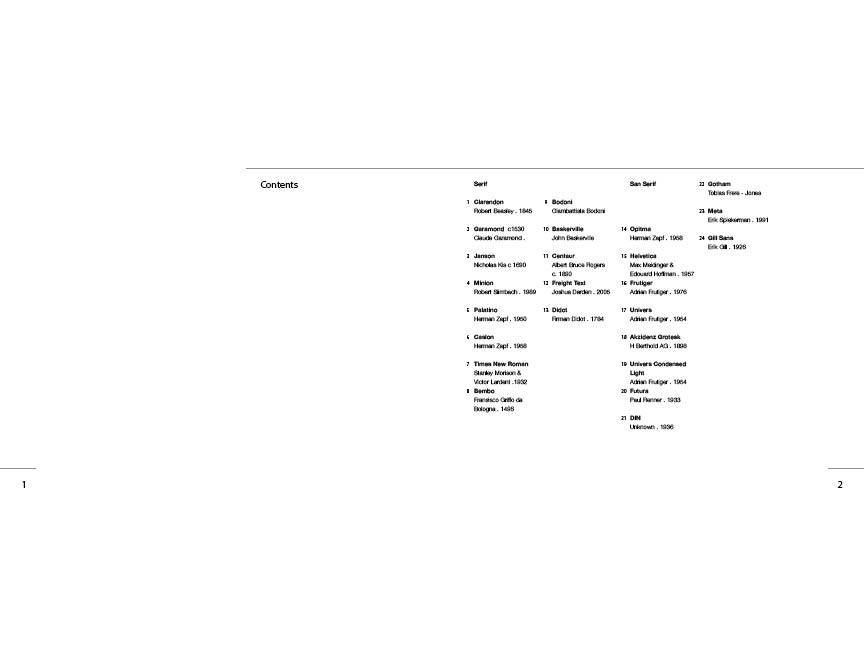 Contents
Serif
1 Clarendon
Robert Beasley . 1845
2 Garamond c1530
Claude Garamond .
3 Janson
Nicholas Kis c 1690
4 Minion
Robert Slimbach . 1989
5 Palatino
Herman Zapf . 1950
6 Caslon
Herman Zapf . 1958
7 Times New Roman
Stanley Morison &
Victor Lardent .1932
8 Bembo
Francisco Griffo da
Bologna . 1496
9 Bodoni
Giambattista Bodoni
10 Baskerville
John Baskerville
11 Centaur
Albert Bruce Rogers
c. 1890
12 Freight Text
Joshua Darden . 2005
13 Didot
Firman Didot . 1784
San Serif
14 Opitma
Herman Zapf . 1958
15 Helvetica
Max Meidinger &
Edouard Hoffman . 1957
16 Frutiger
Adrian Frutiger . 1976
17 Univers
Adrian Frutiger . 1954
18 Akzidenz Grotesk
H Berthold AG . 1898
19 Univers Condensed
Light
Adrian Frutiger . 1954
20 Futura
Paul Renner . 1933
21 DIN
Unknown . 1936
22 Gotham
Tobias Frere - Jones
23 Meta
Erik Spiekerman . 1991
24 Gill Sans
Erik Gill . 1926
1
2